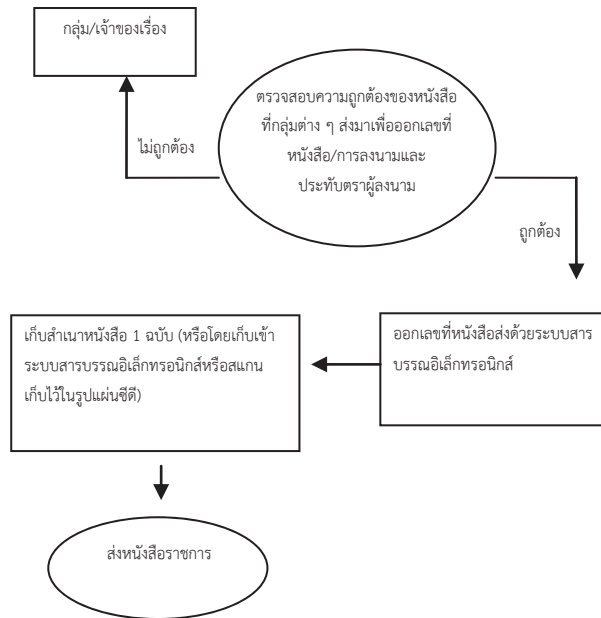 กลุ่ม/เจ้าของเรื่อง
ตรวจสอบความถูกต้องของหนังสือ
ที่กลุ่มต่าง ๆ ส่งมาเพื่อออกเลขที่
หนังสือ/การลงนามและ
ประทับตราผู้ลงนาม
ไม่ถูกต้อง
ถูกต้อง
เก็บสำเนาหนังสือ 1 ฉบับ (หรือโดยเก็บเข้า
ระบบสารบรรณอิเล็กทรอนิกส์หรือสแกน
เก็บไว้ในรูปแผ่นซีดี)
ออกเลขที่หนังสือส่งด้วยระบบสาร
บรรณอิเล็กทรอนิกส์
ส่งหนังสือราชการ